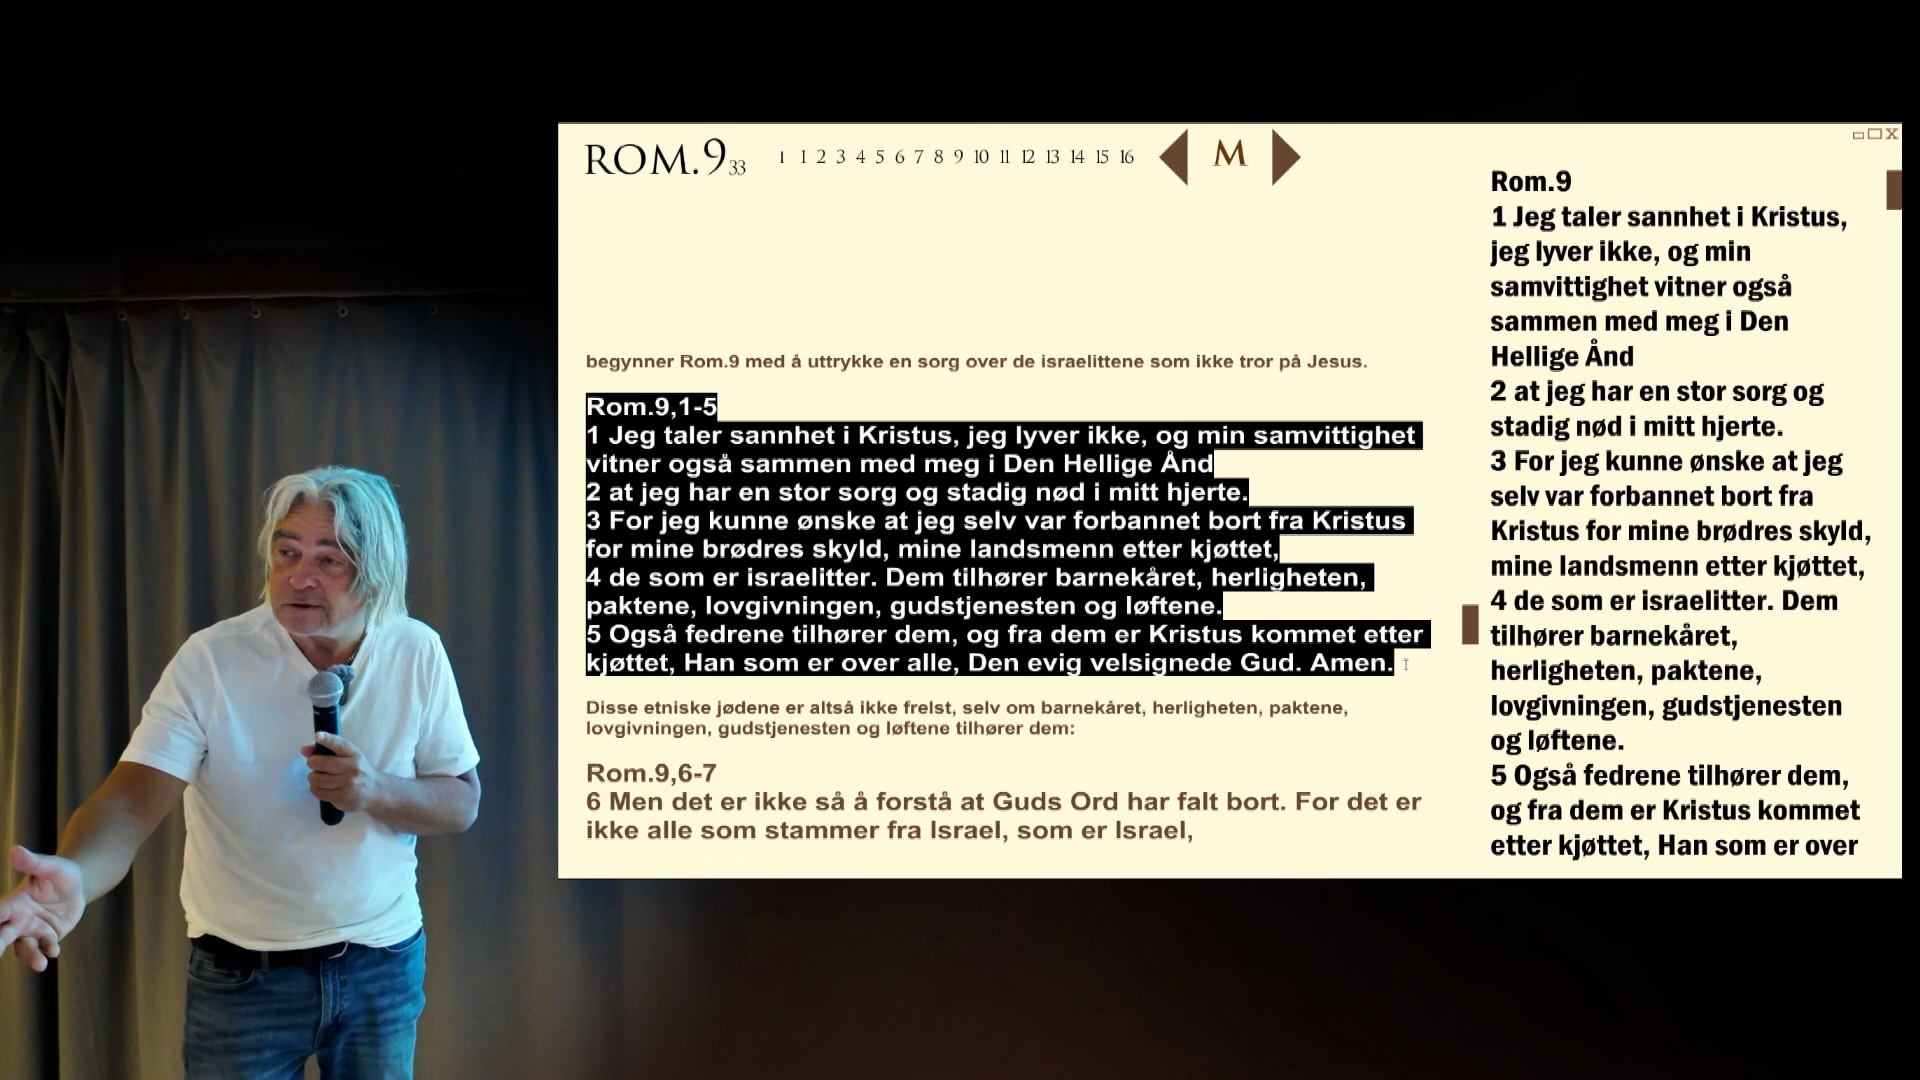 ROM.9 33
1 1 2 3 4 5 6 7 8 9 10 11 12 13 14 15 16
M
X
begynner Rom.9 med å uttrykke en sorg over de israelittene som ikke tror på Jesus.
Rom.9,1-5
1 Jeg taler sannhet i Kristus, jeg lyver ikke, og min samvittighet
vitner også sammen med meg i Den Hellige Ånd
2 at jeg har en stor sorg og stadig nød i mitt hjerte.
3 For jeg kunne ønske at jeg selv var forbannet bort fra Kristus
for mine brødres skyld, mine landsmenn etter kjøttet,
4 de som er israelitter. Dem tilhører barnekåret, herligheten,
paktene, lovgivningen, gudstjenesten og løftene.
5 Også fedrene tilhører dem, og fra dem er Kristus kommet etter
kjøttet, Han som er over alle, Den evig velsignede Gud. Amen.
Disse etniske jødene er altså ikke frelst, selv om barnekåret, herligheten, paktene,
lovgivningen, gudstjenesten og løftene tilhører dem:
Rom.9,6-7
6 Men det er ikke så å forstå at Guds Ord har falt bort. For det er
ikke alle som stammer fra Israel, som er Israel,
Rom.9
1 Jeg taler sannhet i Kristus,
jeg lyver ikke, og min
samvittighet vitner også
sammen med meg i Den
Hellige Ånd
2 at jeg har en stor sorg og
stadig nød i mitt hjerte.
3 For jeg kunne ønske at jeg
selv var forbannet bort fra
Kristus for mine brødres skyld,
mine landsmenn etter kjøttet,
4 de som er israelitter. Dem
tilhører barnekåret,
herligheten, paktene,
lovgivningen, gudstjenesten
og løftene.
5 Også fedrene tilhører dem,
og fra dem er Kristus kommet
etter kjøttet, Han som er over